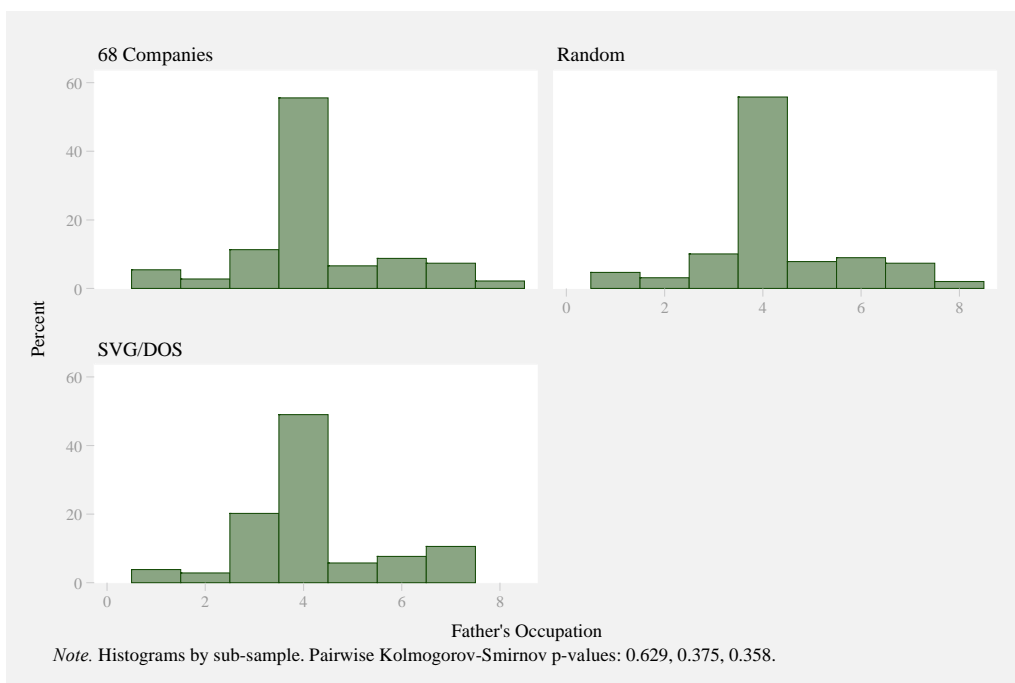 68 Companies
Random
60
40
20
0
0 2 4 6 8
Percent
SVG/DOS
60
40
20
0
0 2 4 6 8
Father's Occupation
Note. Histograms by sub-sample. Pairwise Kolmogorov-Smirnov p-values: 0.629, 0.375, 0.358.